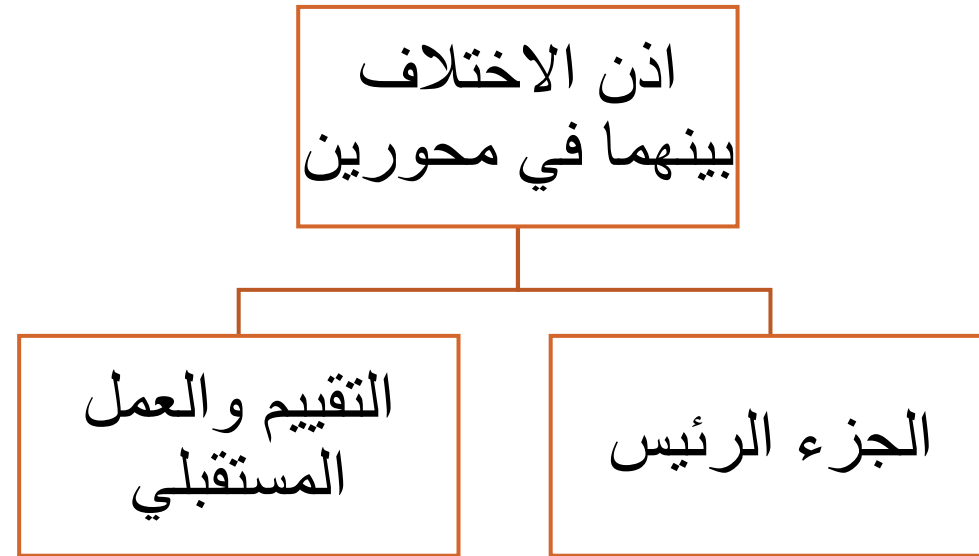 اذن الاختلاف
بينهما في محورين
الجزء الرئيس
التقييم والعمل
المستقبلي